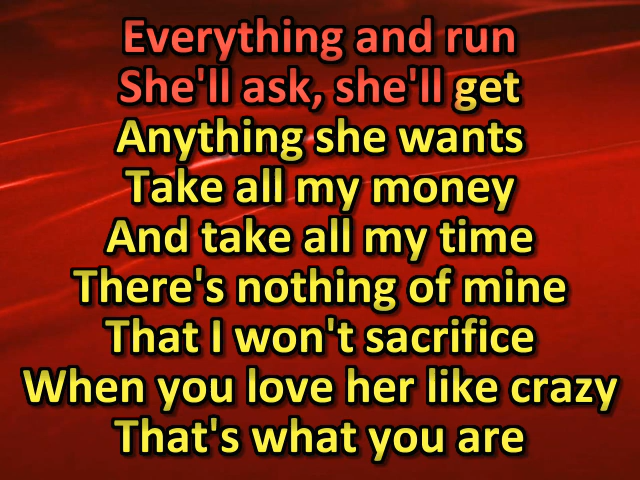 Everything and run
She'll ask, she'll get
Anything she wants
Take all my money
And take all my time
There's nothing of mine
That I won't sacrifice
When you love her like crazy
That's what you are